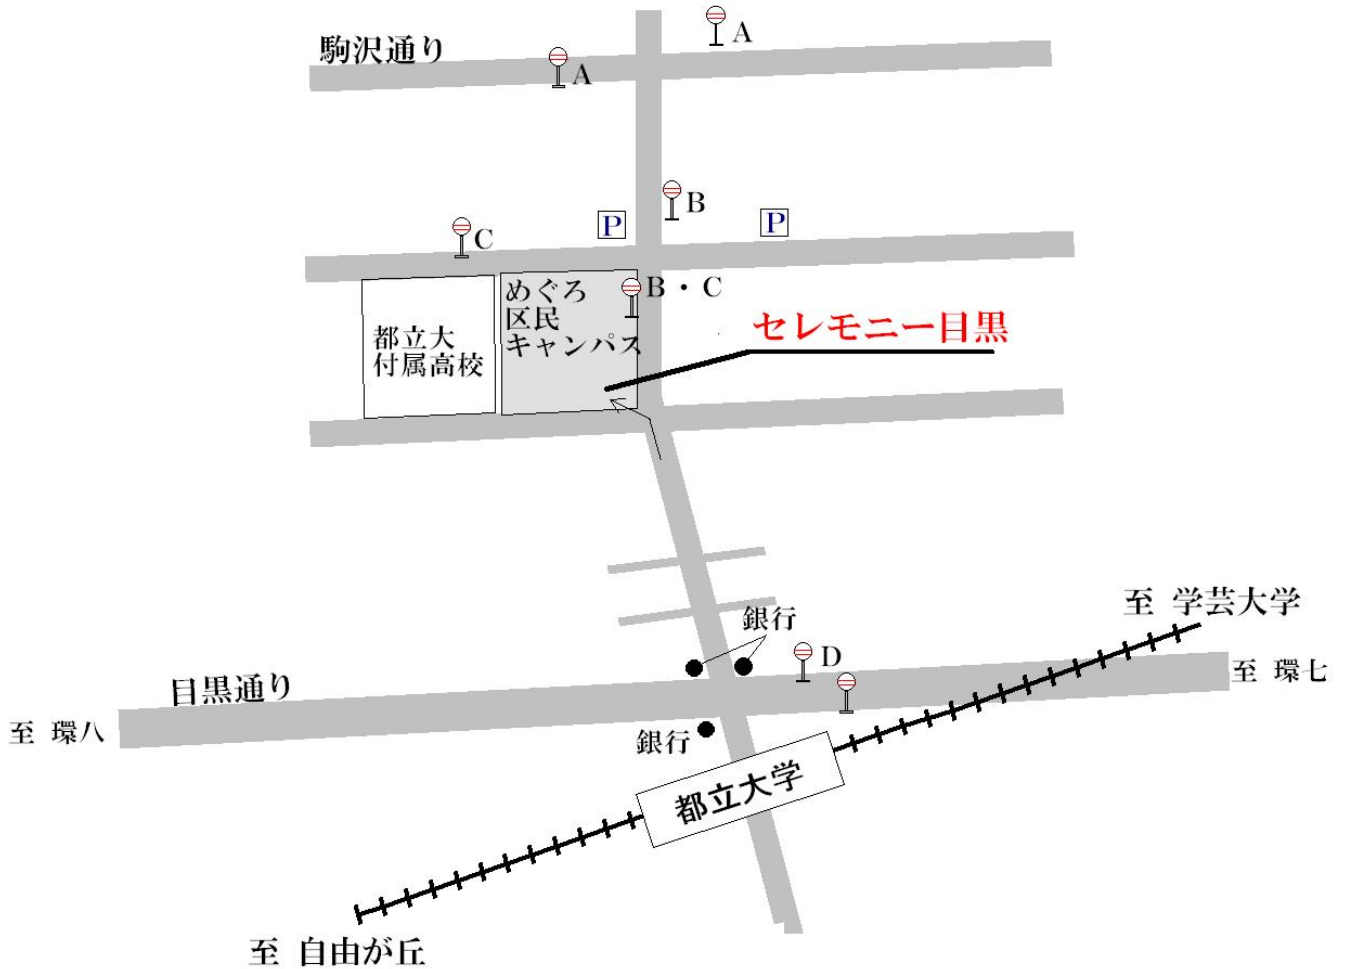 A
駒沢通り
A
B
P
P
C
B・C
めぐろ
区民
キャンパス
セレモニー目黒
都立大
付属高校
至 学芸大学
銀行
D
至 環七
目黒通り
至 環八
銀行
都立大学
至 自由が丘